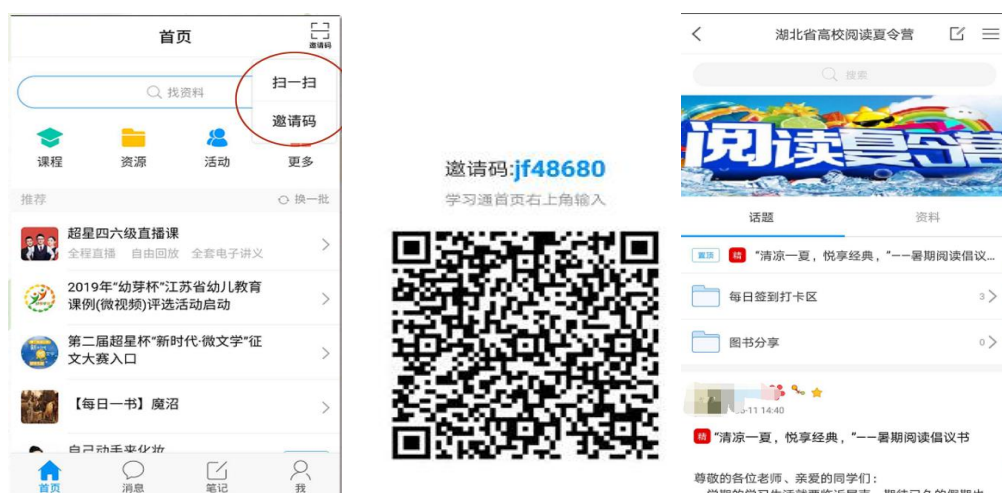 首页
邀请码
扫一扫
邀请码
找资料
课程
资源
活动
更多
推荐
换一批
超星四六级直播课
全程直播 自由回放 全套电子讲义
2019年“幼芽杯”江苏省幼儿教育
课例(微视频)评选活动启动
第二届超星杯“新时代·微文学”征
文大赛入口
【每日一书】魔沼
自己动手来化妆
首页
消息
笔记
我
邀请码:jf48680
学习通首页右上角输入
湖北省高校阅读夏令营
搜索
阅读夏令营
话题
资料
置顶 精 “清凉一夏，悦享经典，”——暑期阅读倡议...
每日签到打卡区 3
图书分享 0
-11 14:40
精 “清凉一夏，悦享经典，”——暑期阅读倡议书
尊敬的各位老师、亲爱的同学们：